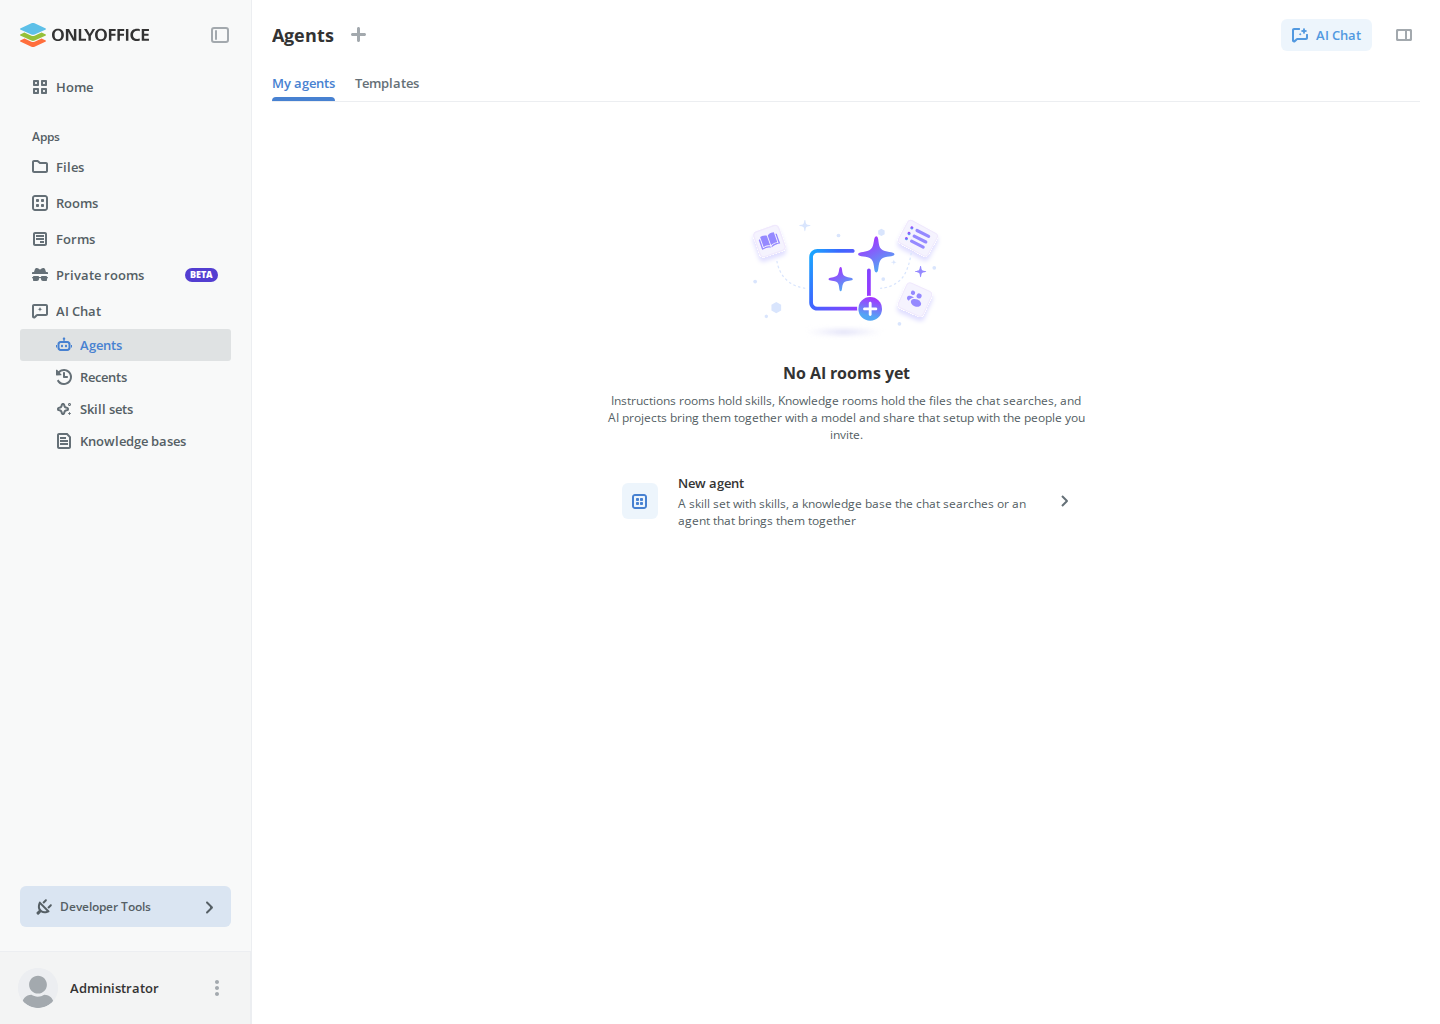 ONLYOFFICE
Home
Apps
Files
Rooms
Forms
Private rooms
BETA
AI Chat
Agents
Recents
Skill sets
Knowledge bases
Developer Tools
Administrator
Agents
AI Chat
My agents
Templates
No AI rooms yet
Instructions rooms hold skills, Knowledge rooms hold the files the chat searches, and
AI projects bring them together with a model and share that setup with the people you
invite.
New agent
A skill set with skills, a knowledge base the chat searches or an
agent that brings them together